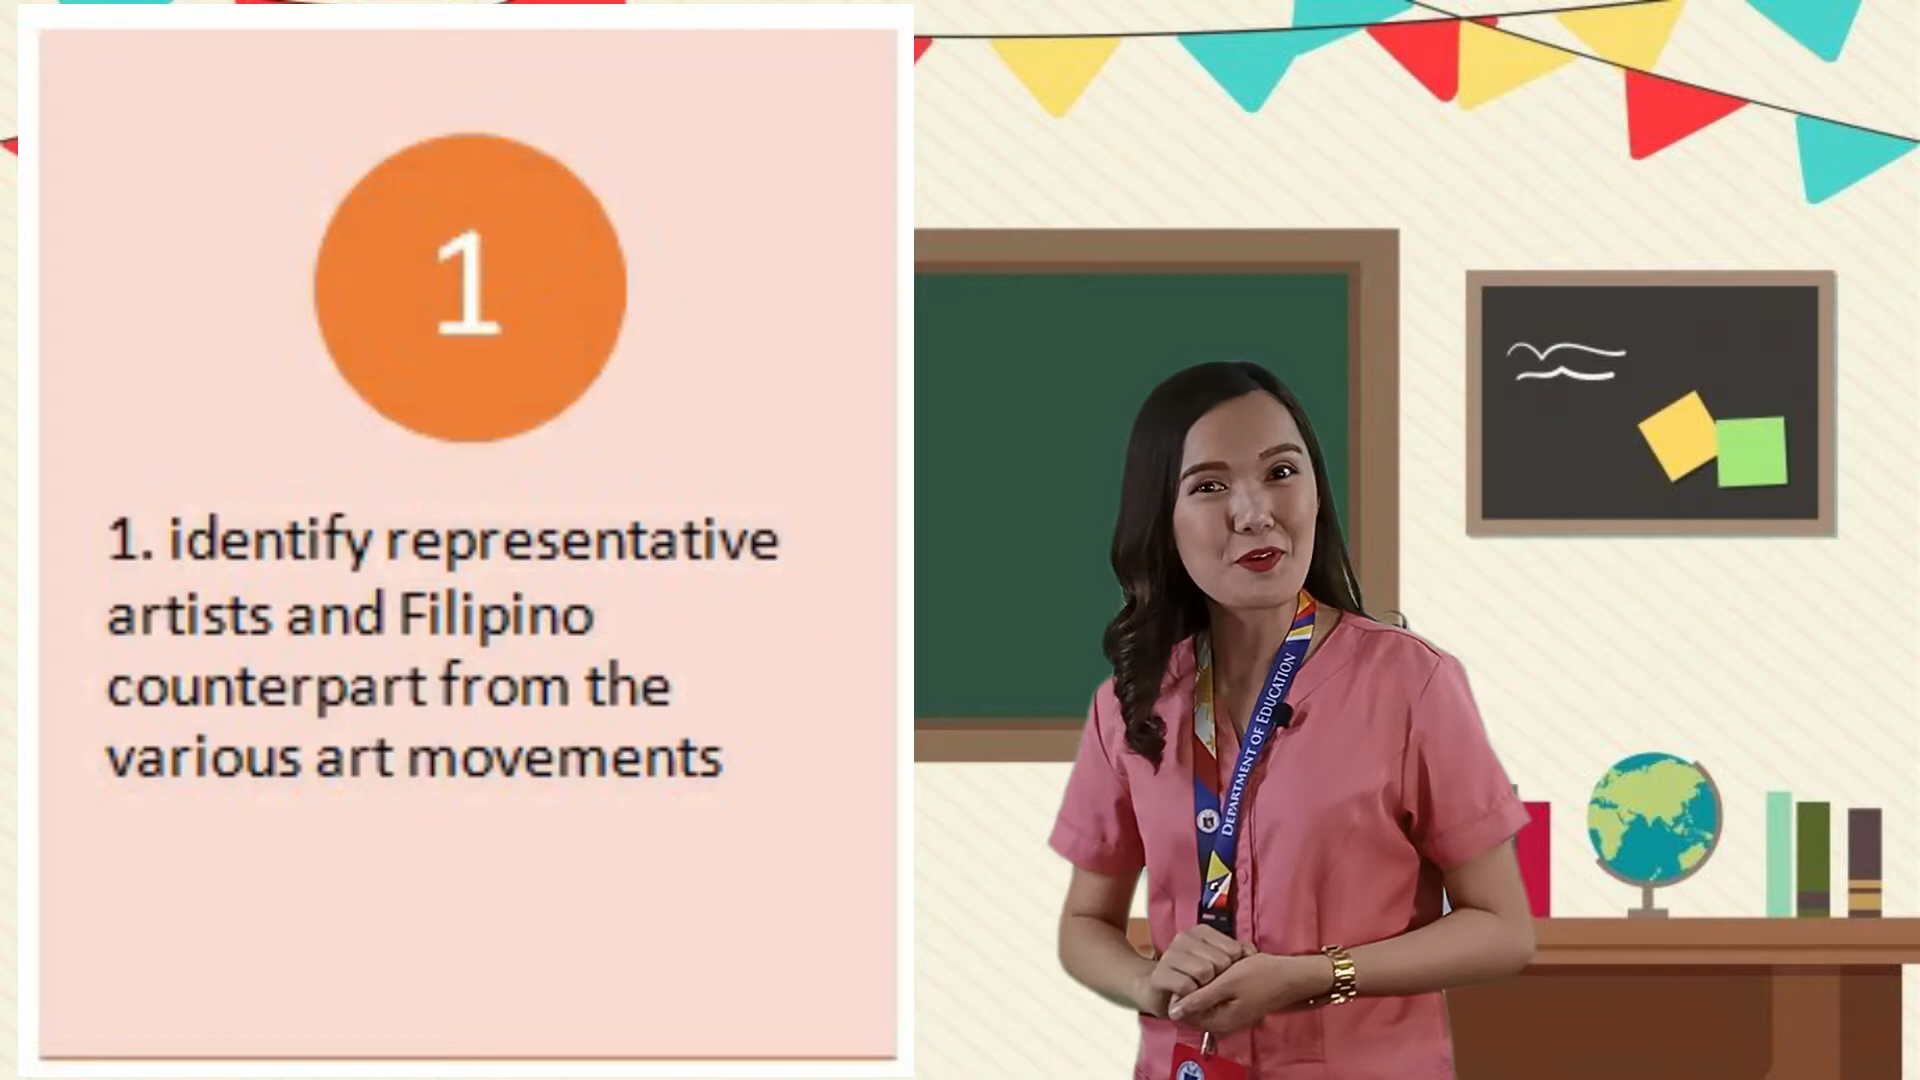 1
1. identify representative
artists and Filipino
counterpart from the
various art movements
DEPARTMENT OF EDUCATION